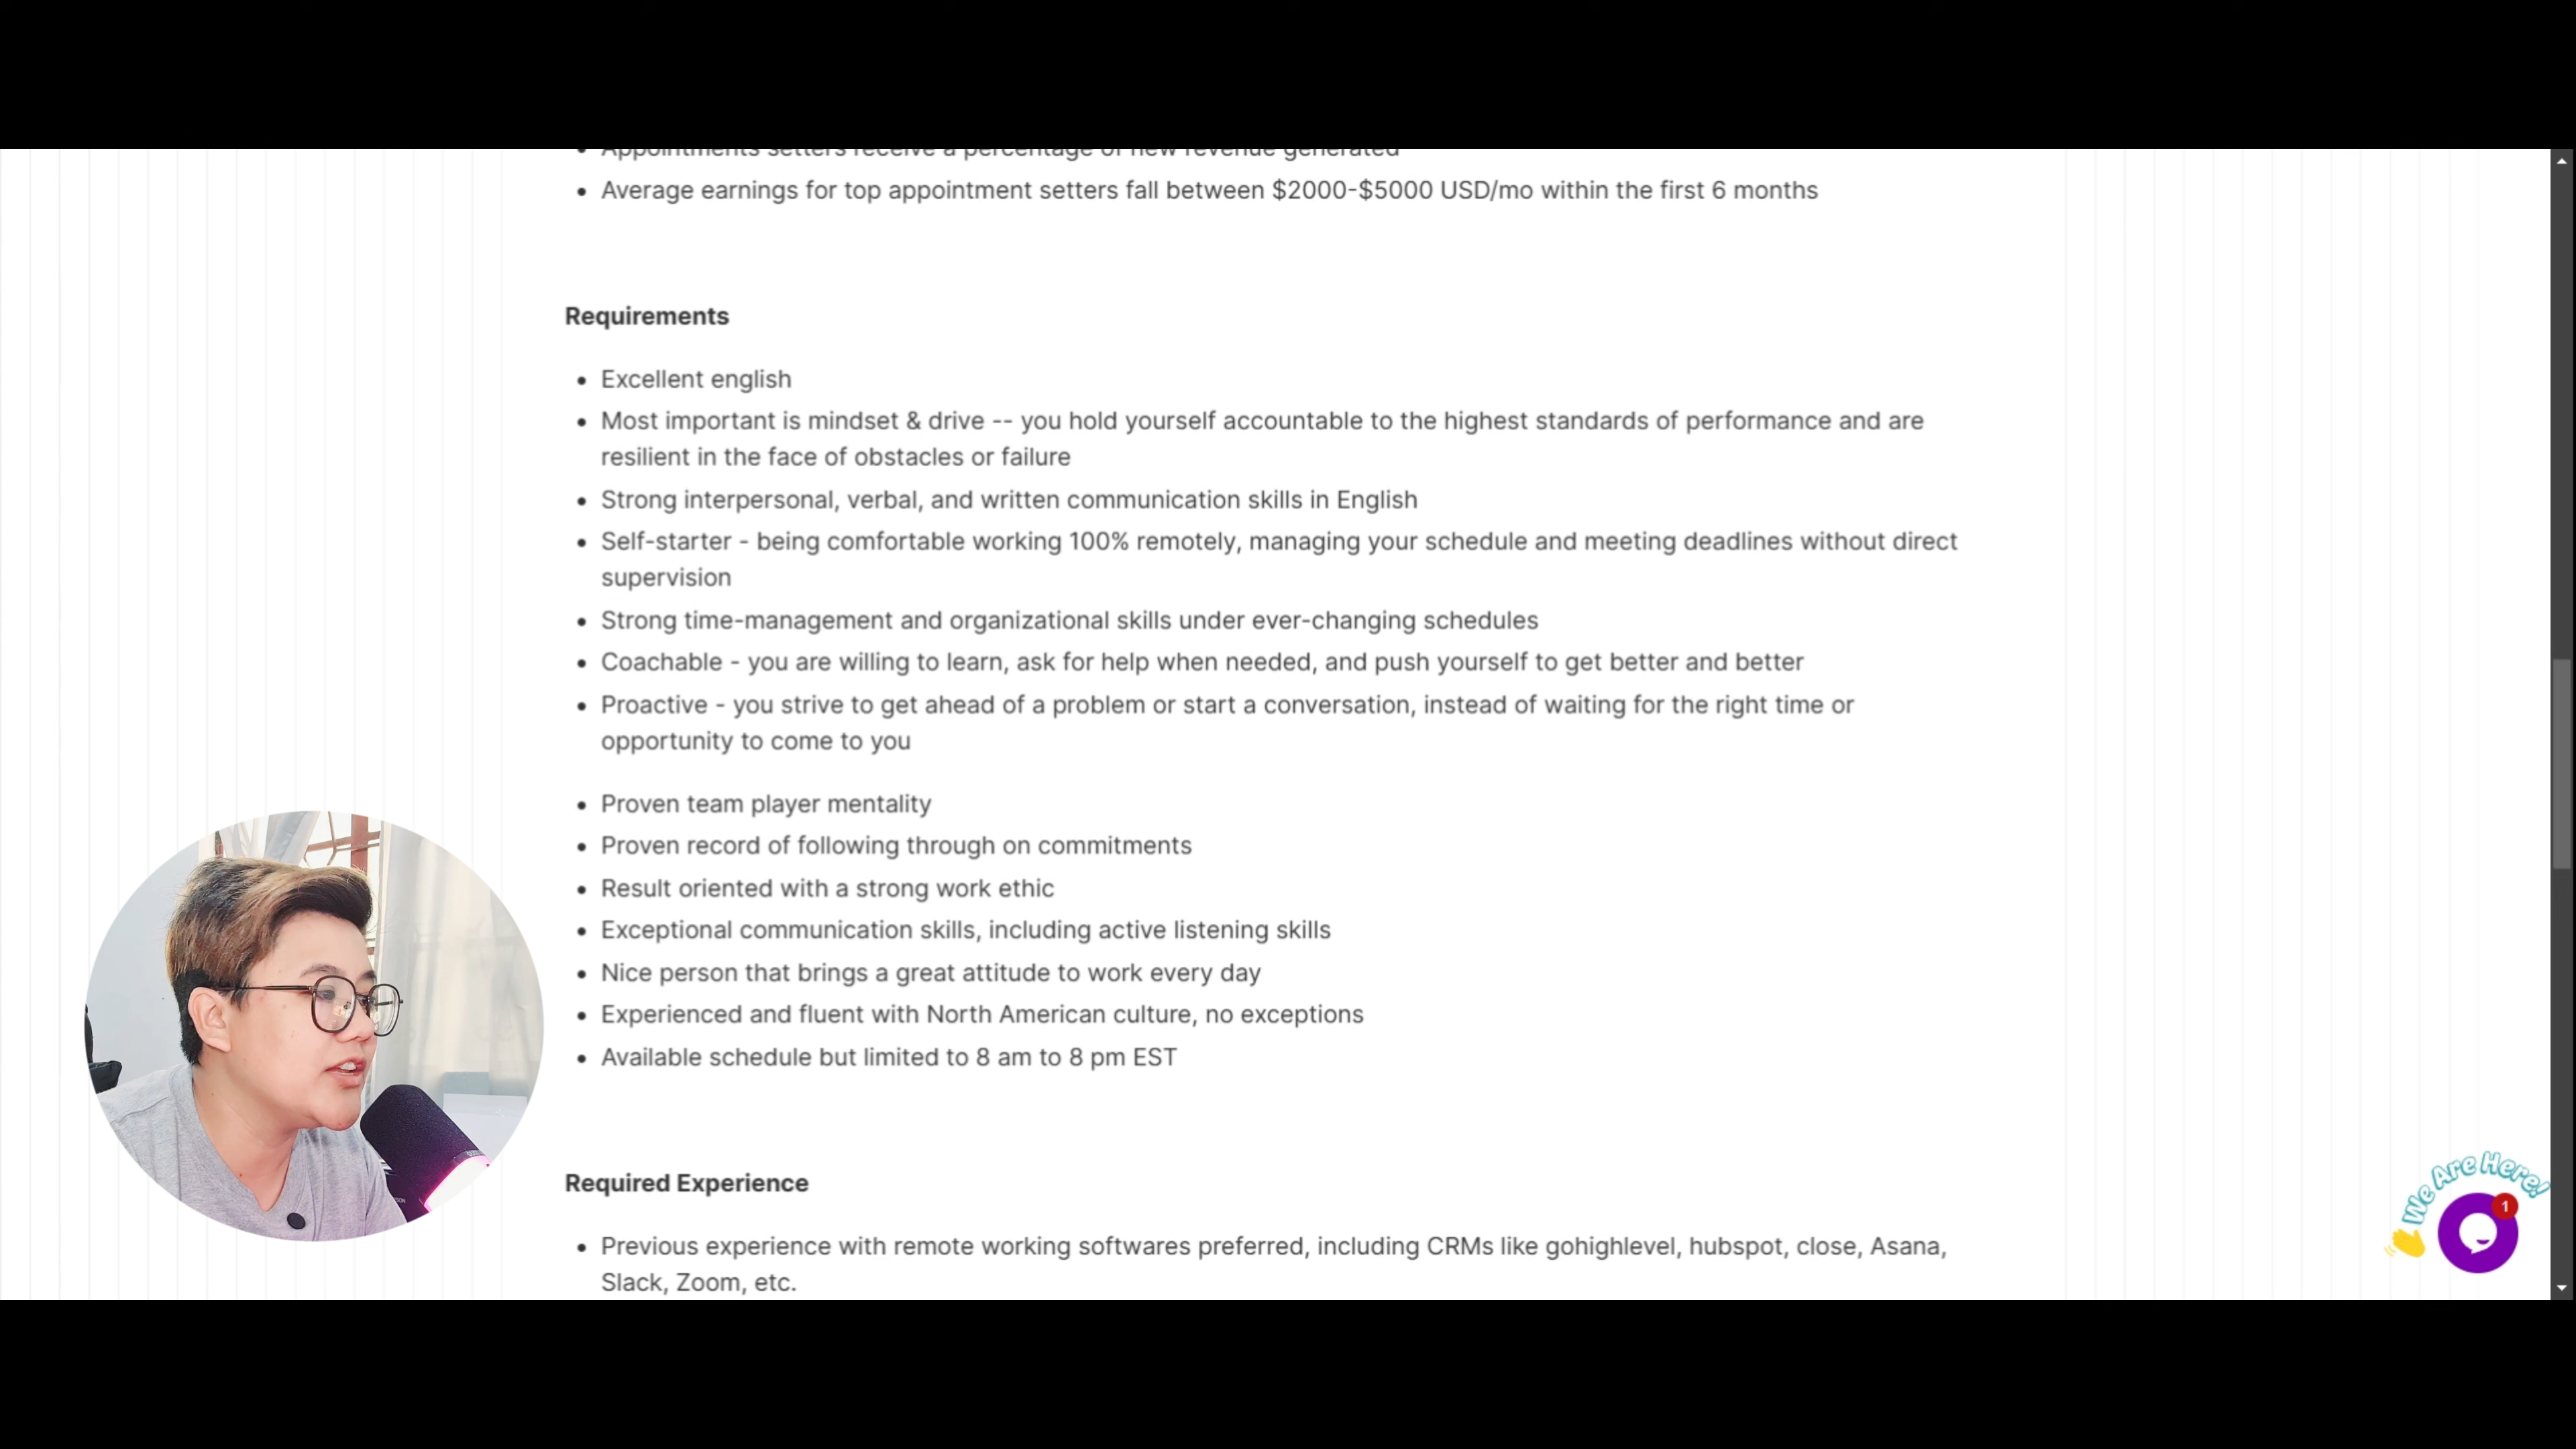 Appointments setters receive a percentage of new revenue generated
Average earnings for top appointment setters fall between $2000-$5000 USD/mo within the first 6 months
Requirements
Excellent english
Most important is mindset & drive -- you hold yourself accountable to the highest standards of performance and are
resilient in the face of obstacles or failure
Strong interpersonal, verbal, and written communication skills in English
Self-starter - being comfortable working 100% remotely, managing your schedule and meeting deadlines without direct
supervision
Strong time-management and organizational skills under ever-changing schedules
Coachable - you are willing to learn, ask for help when needed, and push yourself to get better and better
Proactive - you strive to get ahead of a problem or start a conversation, instead of waiting for the right time or
opportunity to come to you
Proven team player mentality
Proven record of following through on commitments
Result oriented with a strong work ethic
Exceptional communication skills, including active listening skills
Nice person that brings a great attitude to work every day
Experienced and fluent with North American culture, no exceptions
Available schedule but limited to 8 am to 8 pm EST
Required Experience
Previous experience with remote working softwares preferred, including CRMs like gohighlevel, hubspot, close, Asana,
Slack, Zoom, etc.
We Are Here!
1